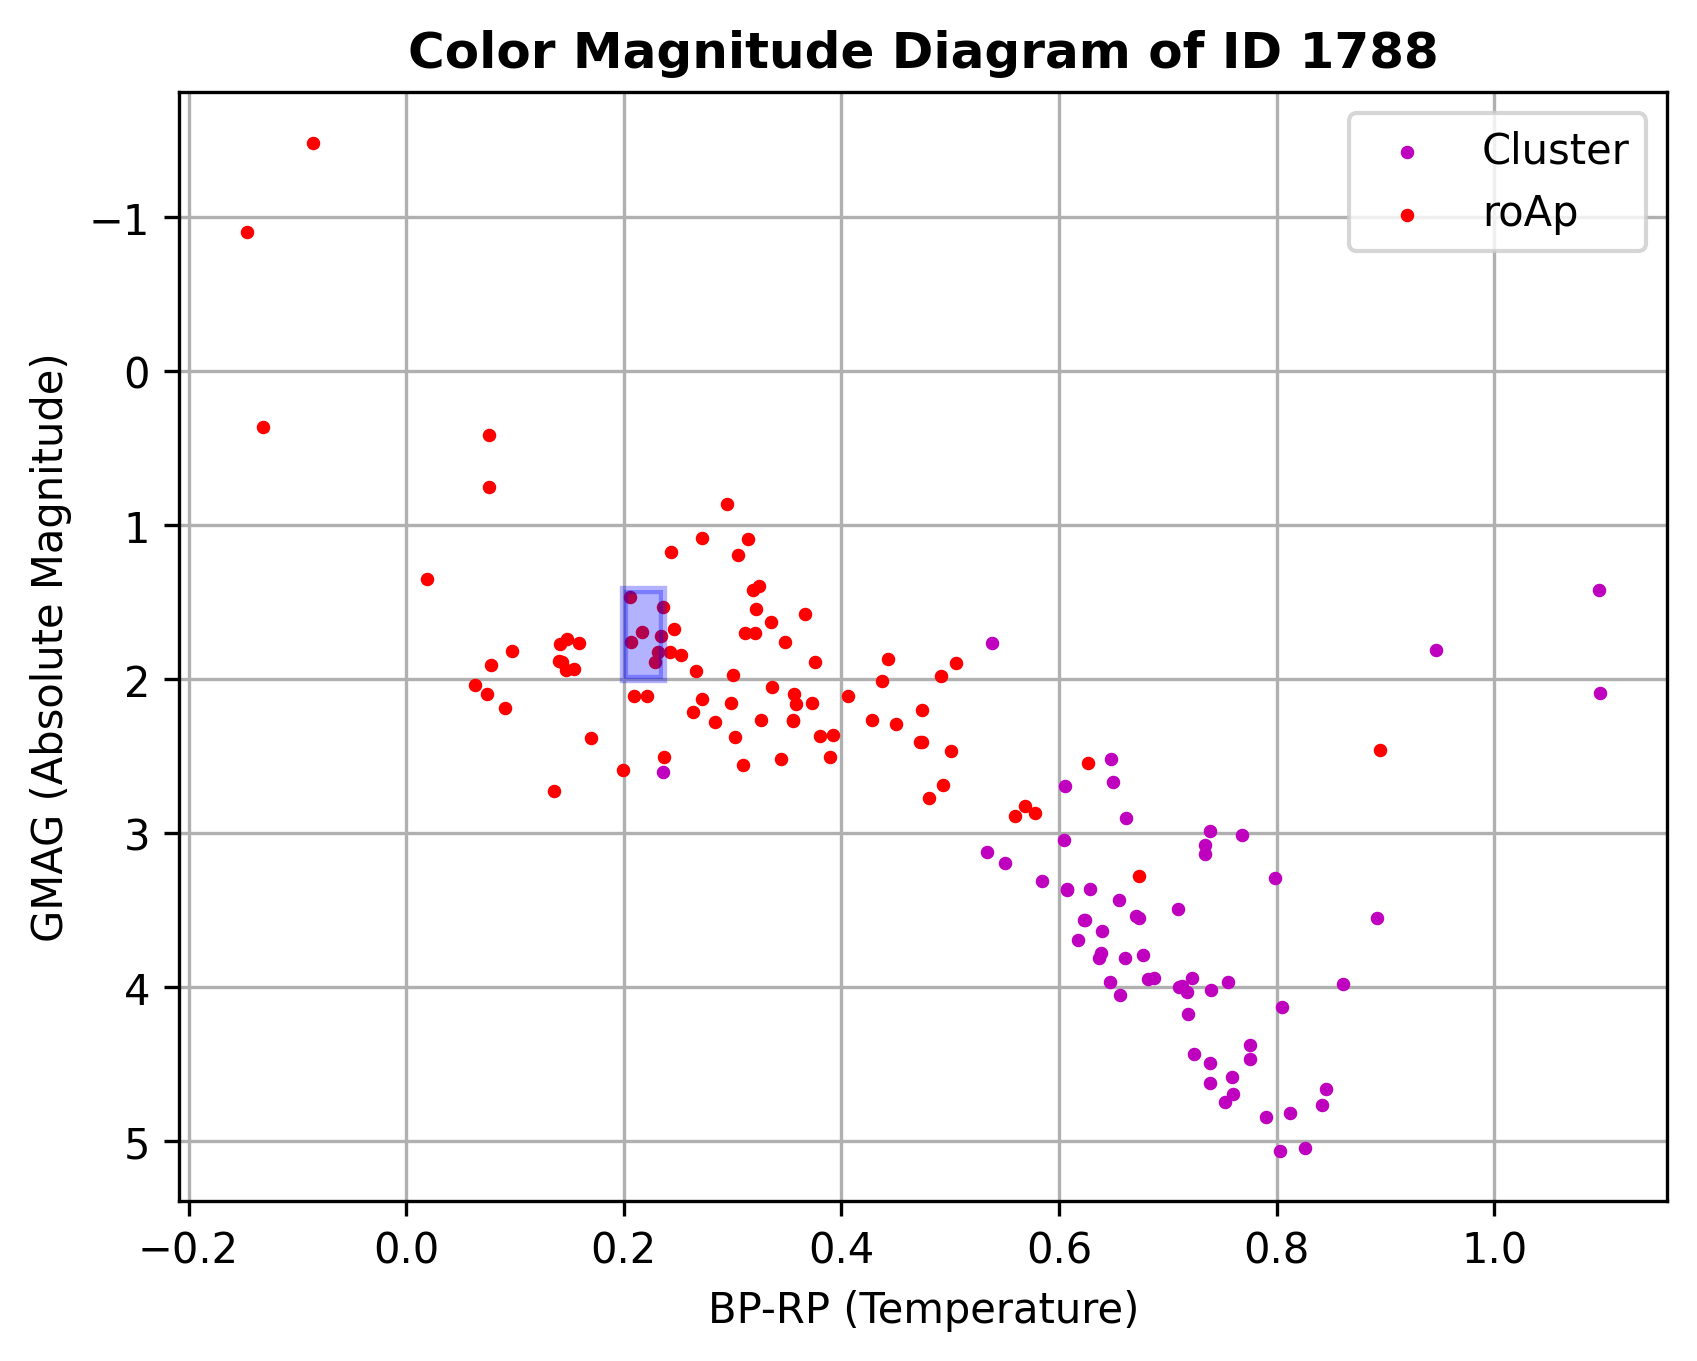 Color Magnitude Diagram of ID 1788
Cluster
roAp
−1
0
1
2
3
4
5
GMAG (Absolute Magnitude)
−0.2
0.0
0.2
0.4
0.6
0.8
1.0
BP-RP (Temperature)